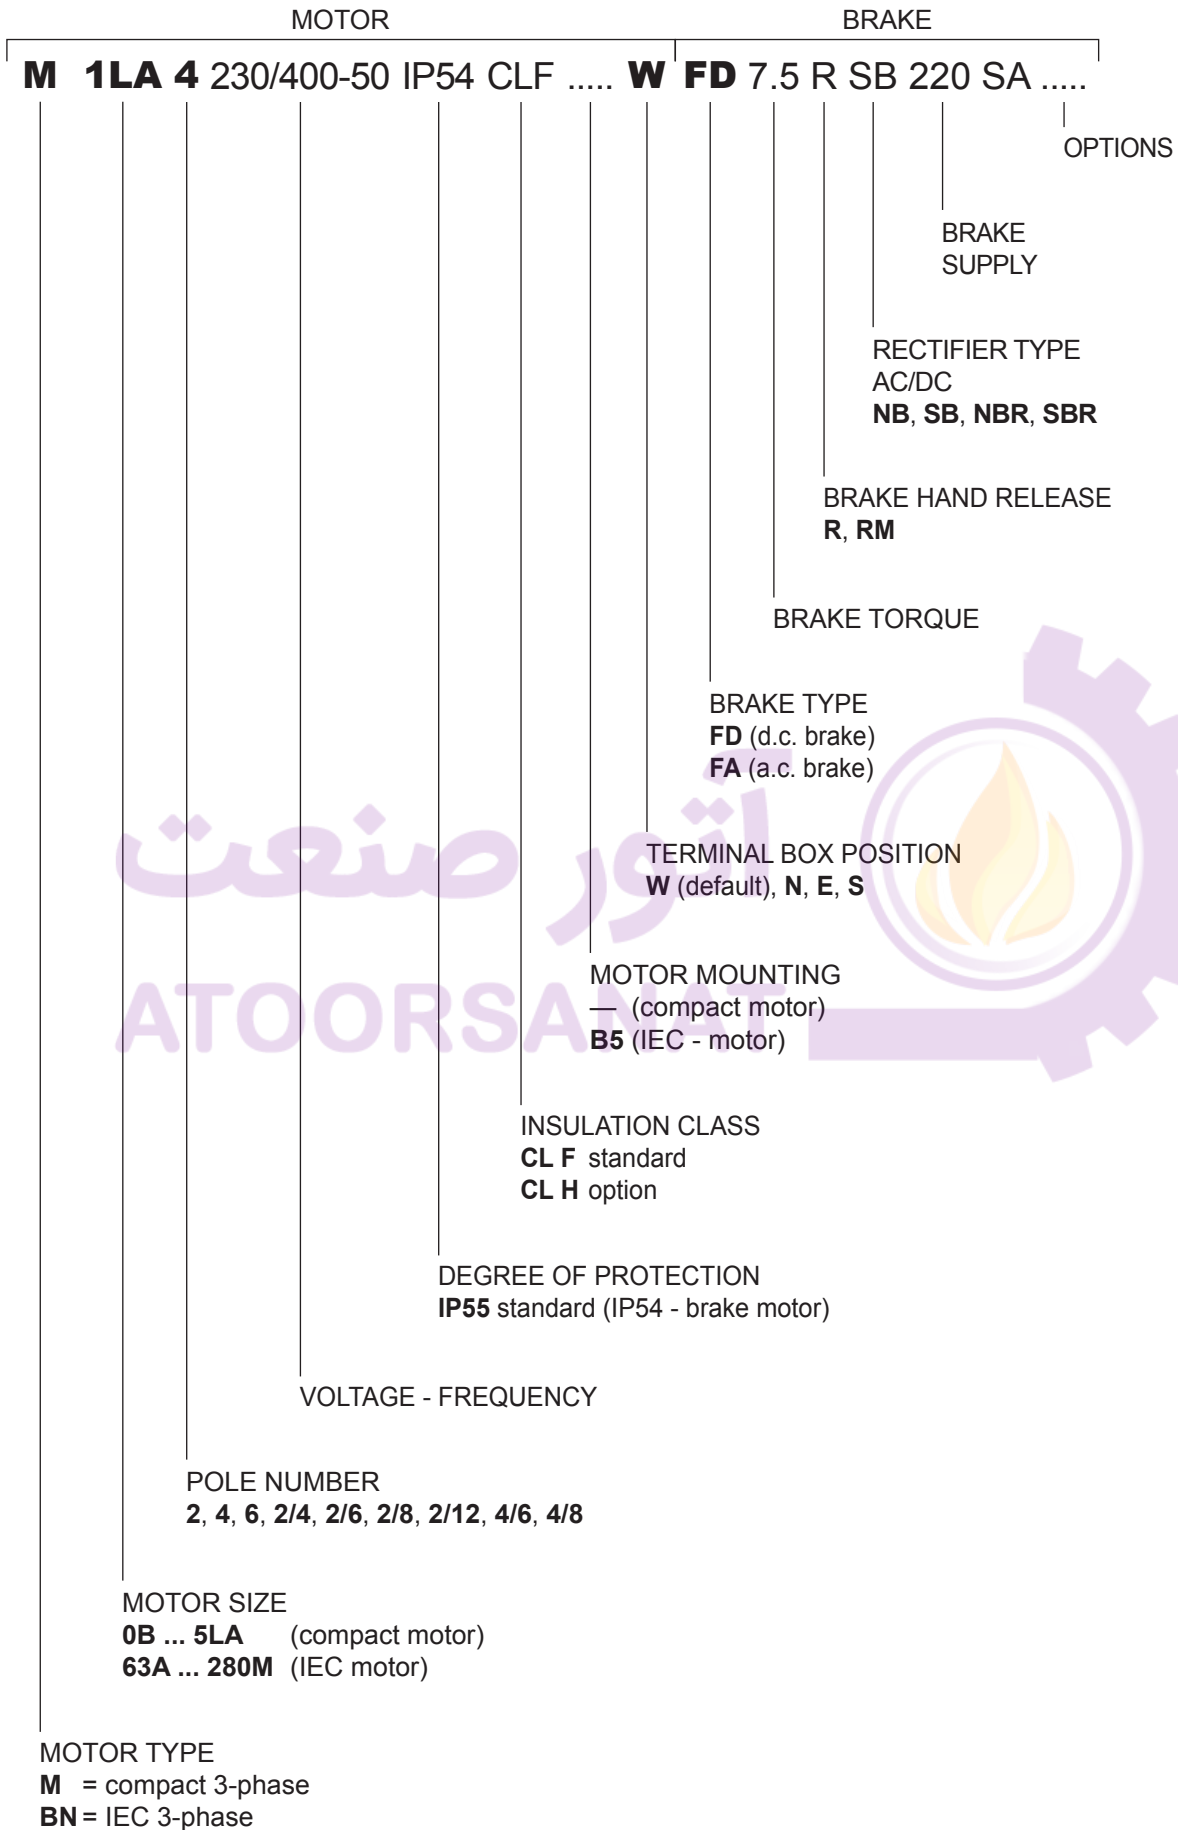 MOTOR BRAKE
M 1LA 4 230/400-50 IP54 CLF ..... W FD 7.5 R SB 220 SA .....
OPTIONS
BRAKE
SUPPLY
RECTIFIER TYPE
AC/DC
NB, SB, NBR, SBR
BRAKE HAND RELEASE
R, RM
BRAKE TORQUE
BRAKE TYPE
FD (d.c. brake)
FA (a.c. brake)
آتور صنعت
TERMINAL BOX POSITION
W (default), N, E, S
ATOORSANAT
MOTOR MOUNTING
— (compact motor)
B5 (IEC - motor)
INSULATION CLASS
CL F standard
CL H option
DEGREE OF PROTECTION
IP55 standard (IP54 - brake motor)
VOLTAGE - FREQUENCY
POLE NUMBER
2, 4, 6, 2/4, 2/6, 2/8, 2/12, 4/6, 4/8
MOTOR SIZE
0B ... 5LA (compact motor)
63A ... 280M (IEC motor)
MOTOR TYPE
M = compact 3-phase
BN = IEC 3-phase